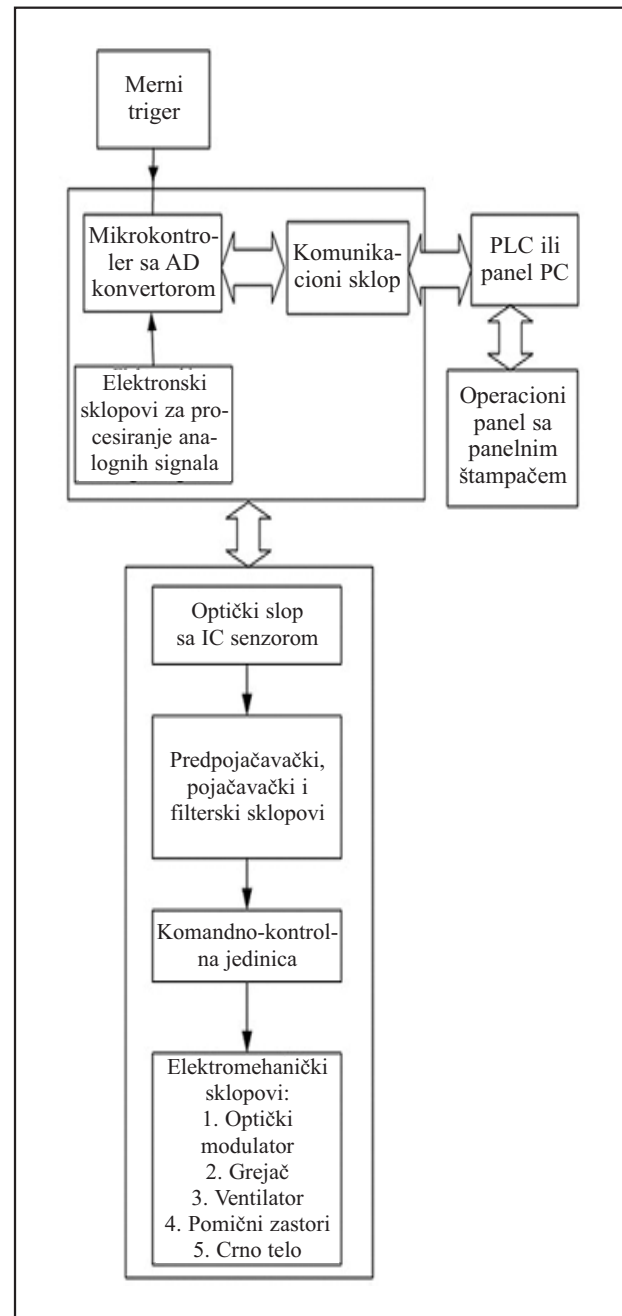 Merni
triger
Mikrokontro-
ler sa AD
konvertorom
Komunika-
cioni sklop
PLC ili
panel PC
Elektronski
sklopovi za pro-
cesiranje ana-
lognih signala
Operacioni
panel sa
panelnim
štampačem
Optički slop
sa IC senzorom
Predpojačavački,
pojačavački i
filterski sklopovi
Komandno-kontrol-
na jedinica
Elektromehanički
sklopovi:
1. Optički
modulator
2. Grejač
3. Ventilator
4. Pomični zastori
5. Crno telo